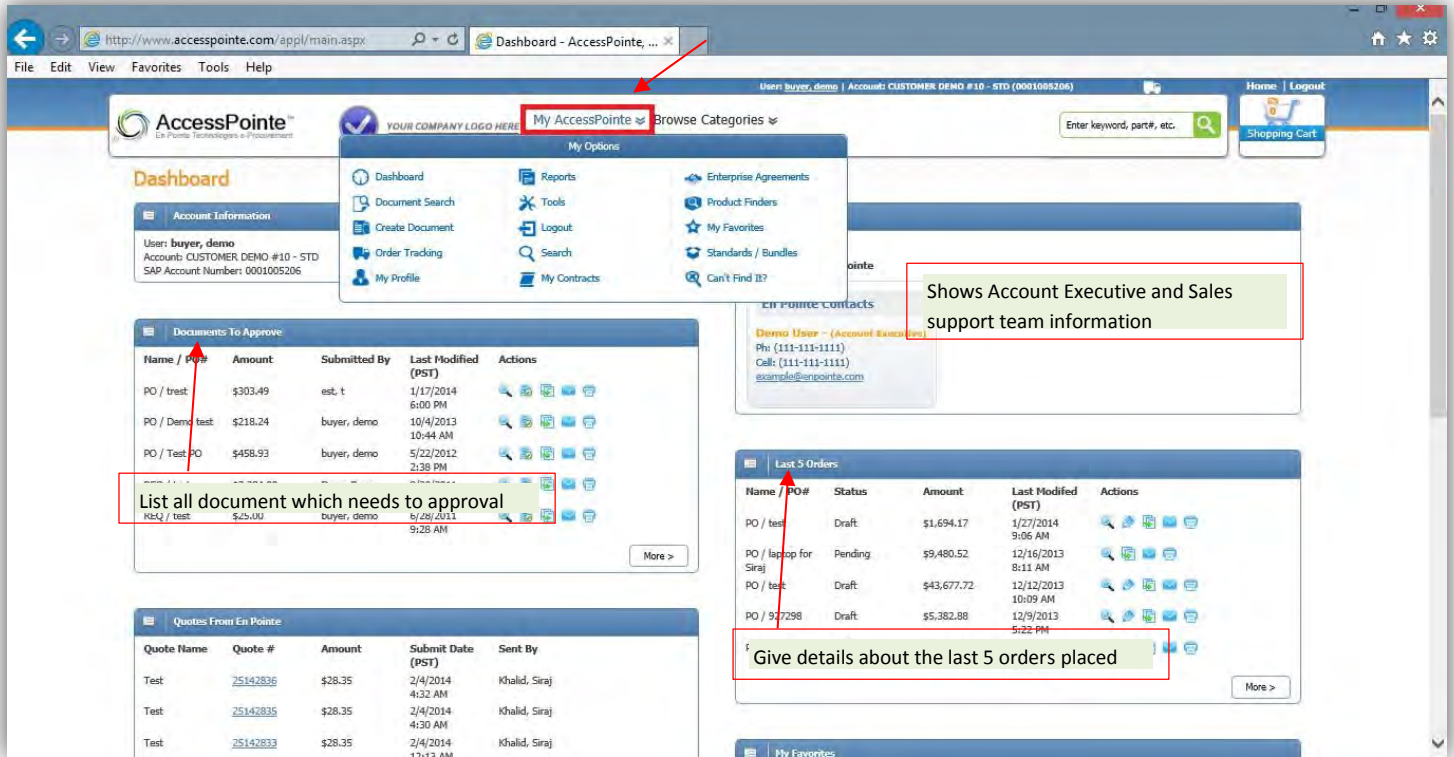 http://www.accesspointe.com/appl/main.aspx
Dashboard - AccessPointe, ...
File Edit View Favorites Tools Help
User: buyer, demo | Account: CUSTOMER DEMO #10 - STD (0001005206)
Home | Logout
AccessPointe
En Pointe Technologies e-Procurement
YOUR COMPANY LOGO HERE
My AccessPointe
Browse Categories
Enter keyword, part#, etc.
Shopping Cart
My Options
Dashboard
Reports
Enterprise Agreements
Document Search
Tools
Product Finders
Create Document
Logout
My Favorites
Order Tracking
Search
Standards / Bundles
My Profile
My Contracts
Can't Find It?
Dashboard
Account Information
User: buyer, demo
Account: CUSTOMER DEMO #10 - STD
SAP Account Number: 0001005206
ointe
En Pointe Contacts
Demo User - (Account Executive)
Ph: (111-111-1111)
Cell: (111-111-1111)
example@enpointe.com
Shows Account Executive and Sales
support team information
Documents To Approve
Name / PO# Amount Submitted By Last Modified (PST) Actions
PO / trest $303.49 est, t 1/17/2014
6:00 PM
PO / Demo test $218.24 buyer, demo 10/4/2013
10:44 AM
PO / Test PO $458.93 buyer, demo 5/22/2012
2:38 PM
List all document which needs to approval
REQ / test $25.00 buyer, demo 6/28/2011
9:28 AM
More >
Last 5 Orders
Name / PO# Status Amount Last Modifed (PST) Actions
PO / test Draft $1,694.17 1/27/2014
9:06 AM
PO / laptop for Pending $9,480.52 12/16/2013
Siraj 8:11 AM
PO / test Draft $43,677.72 12/12/2013
10:09 AM
PO / 927298 Draft $5,382.88 12/9/2013
5:22 PM
Give details about the last 5 orders placed
More >
Quotes From En Pointe
Quote Name Quote # Amount Submit Date (PST) Sent By
Test 25142836 $28.35 2/4/2014 Khalid, Siraj
4:32 AM
Test 25142835 $28.35 2/4/2014 Khalid, Siraj
4:30 AM
Test 25142833 $28.35 2/4/2014 Khalid, Siraj
12:13 AM
My Favorites